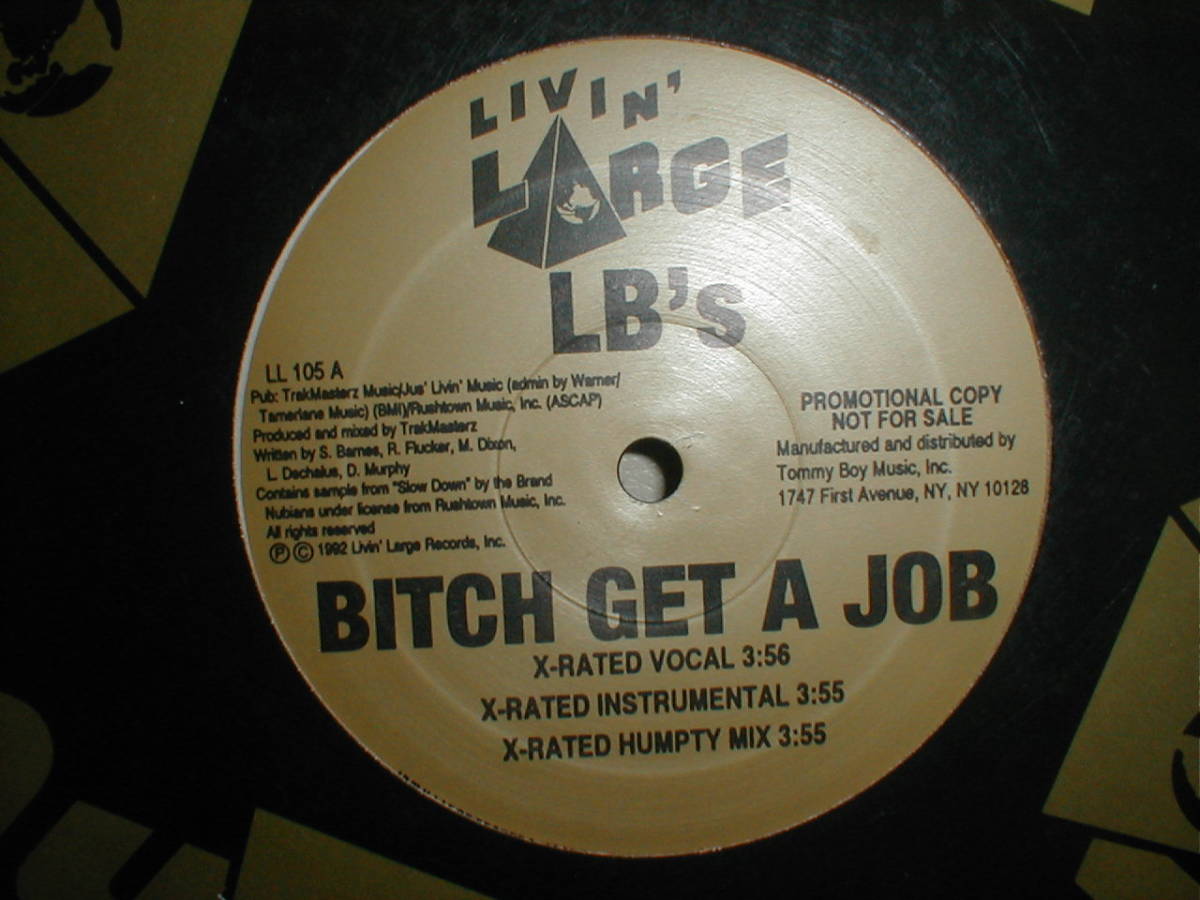 LIVIN'
LARGE
LB's
LL 105 A
Pub: TrakMasterz Music/Jus' Livin' Music (admin by Warner/
Tamerlane Music) (BMI)/Rushtown Music, Inc. (ASCAP)
Produced and mixed by TrakMasterz
Written by S. Barnes, R. Flucker, M. Dixon,
L. Dechalus, D. Murphy
Contains sample from "Slow Down" by the Brand
Nubians under license from Rushtown Music, Inc.
All rights reserved
Ⓟ © 1992 Livin' Large Records, Inc.
PROMOTIONAL COPY
NOT FOR SALE
Manufactured and distributed by
Tommy Boy Music, Inc.
1747 First Avenue, NY, NY 10128
BITCH GET A JOB
X-RATED VOCAL 3:56
X-RATED INSTRUMENTAL 3:55
X-RATED HUMPTY MIX 3:55